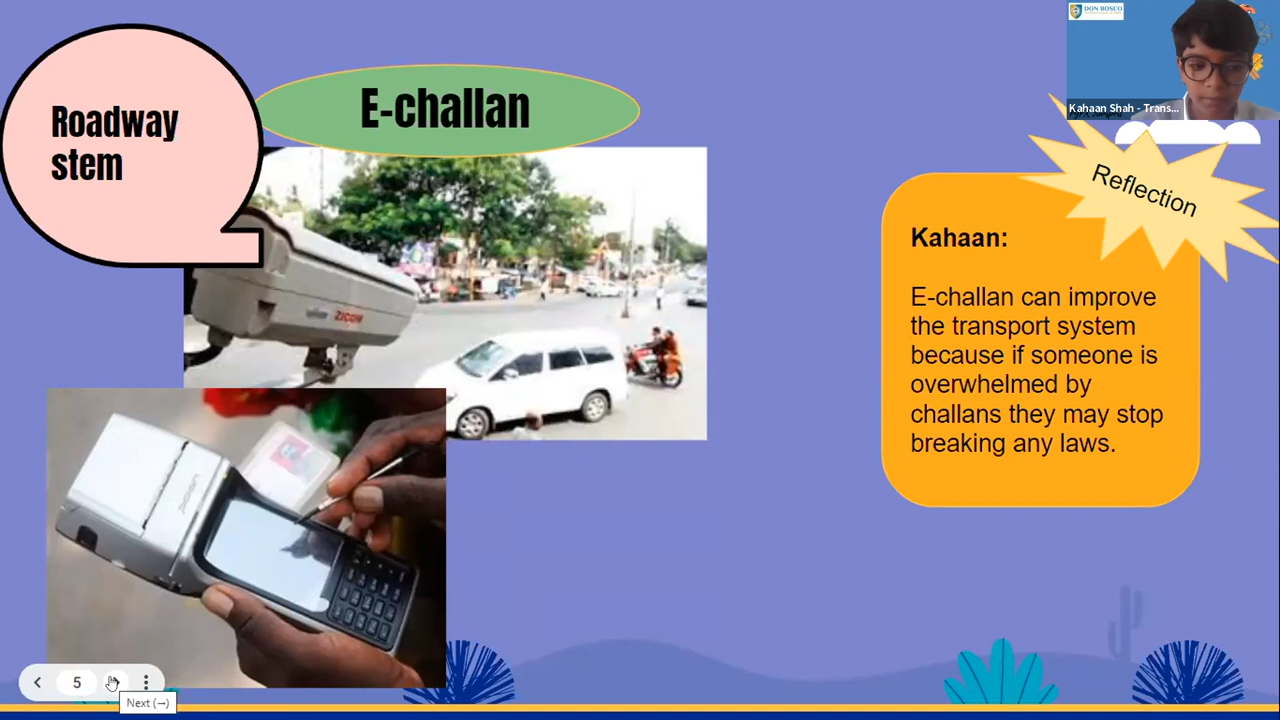 DON BOSCO
Kahaan Shah - Trans...
Roadway
stem
E-challan
Reflection
Kahaan:
E-challan can improve
the transport system
because if someone is
overwhelmed by
challans they may stop
breaking any laws.
ZICOM
5
Next (→)